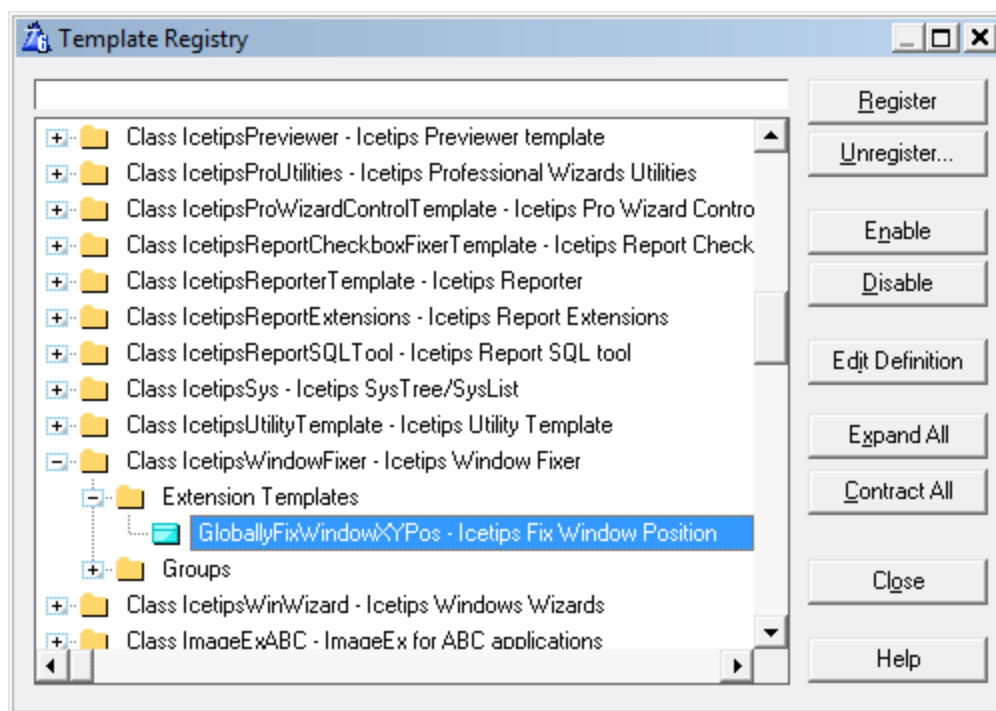 Template Registry
Class IcetipsPreviewer - Icetips Previewer template
Class IcetipsProUtilities - Icetips Professional Wizards Utilities
Class IcetipsProWizardControlTemplate - Icetips Pro Wizard Contro
Class IcetipsReportCheckboxFixerTemplate - Icetips Report Check
Class IcetipsReporterTemplate - Icetips Reporter
Class IcetipsReportExtensions - Icetips Report Extensions
Class IcetipsReportSQLTool - Icetips Report SQL tool
Class IcetipsSys - Icetips SysTree/SysList
Class IcetipsUtilityTemplate - Icetips Utility Template
Class IcetipsWindowFixer - Icetips Window Fixer
Extension Templates
GloballyFixWindowXYPos - Icetips Fix Window Position
Groups
Class IcetipsWinWizard - Icetips Windows Wizards
Class ImageExABC - ImageEx for ABC applications
Register
Unregister...
Enable
Disable
Edit Definition
Expand All
Contract All
Close
Help